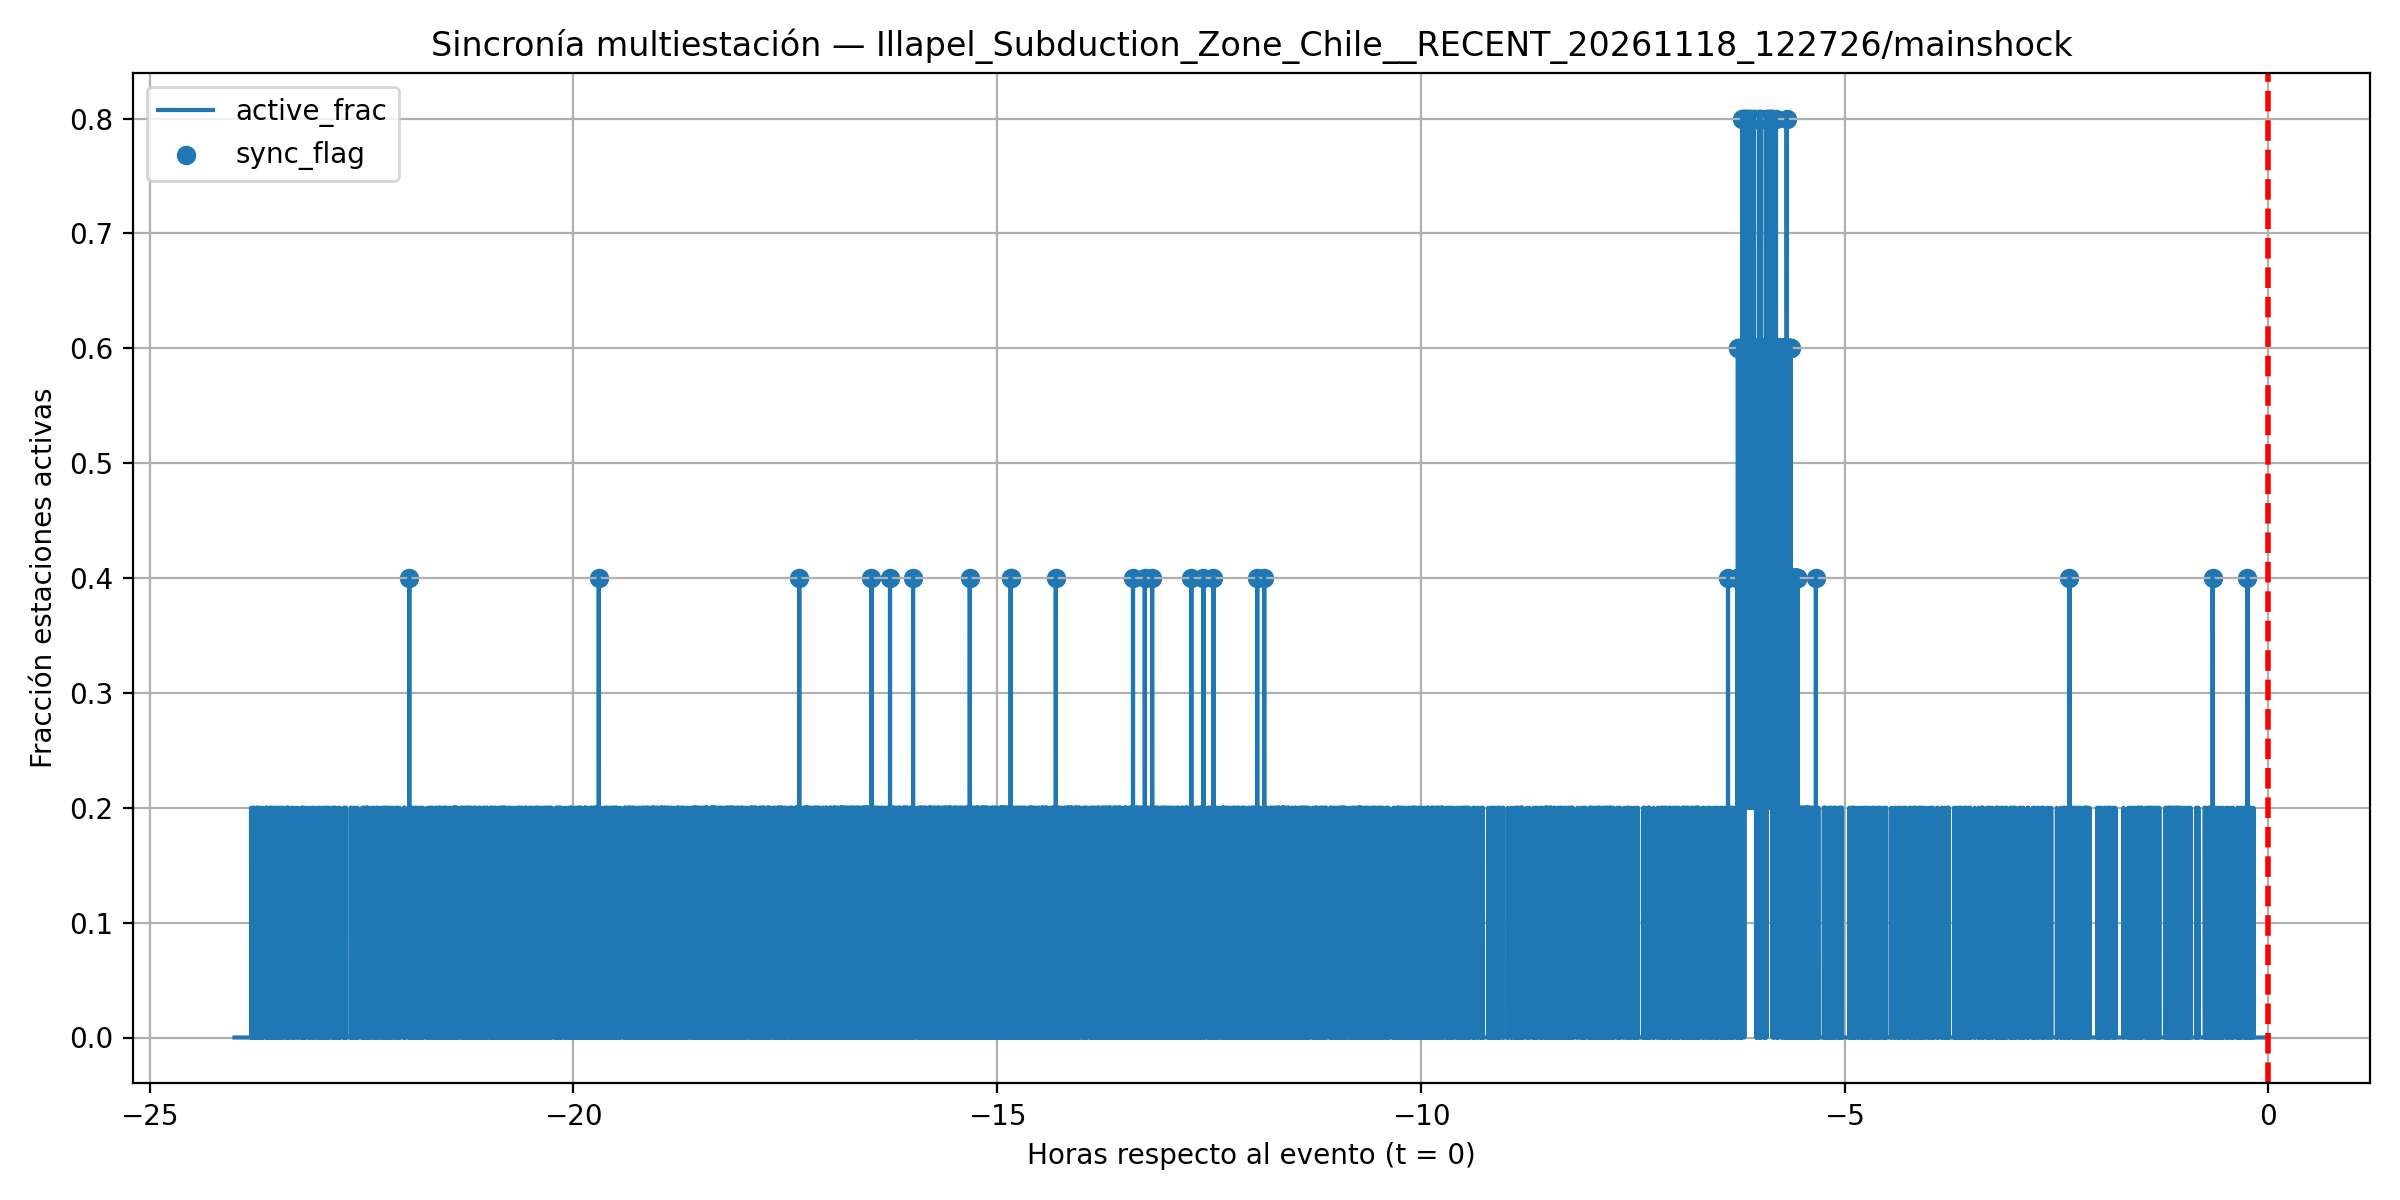 Sincronía multiestación — Illapel_Subduction_Zone_Chile__RECENT_20261118_122726/mainshock
active_frac
sync_flag
Fracción estaciones activas
0.8
0.7
0.6
0.5
0.4
0.3
0.2
0.1
0.0
−25 −20 −15 −10 −5 0
Horas respecto al evento (t = 0)